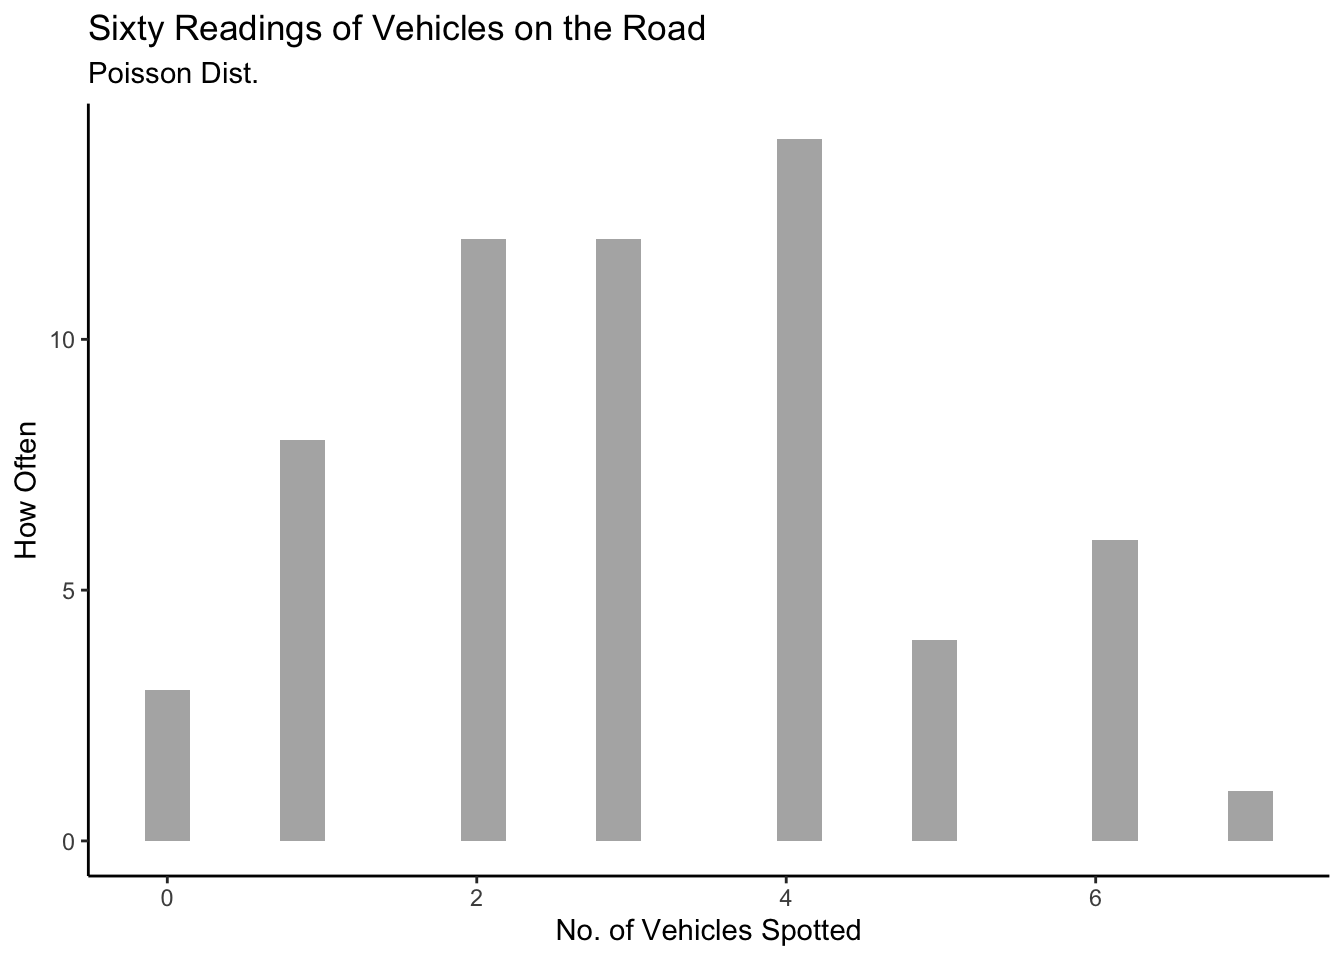 Sixty Readings of Vehicles on the Road
Poisson Dist.
10
5
0
How Often
0 2 4 6
No. of Vehicles Spotted